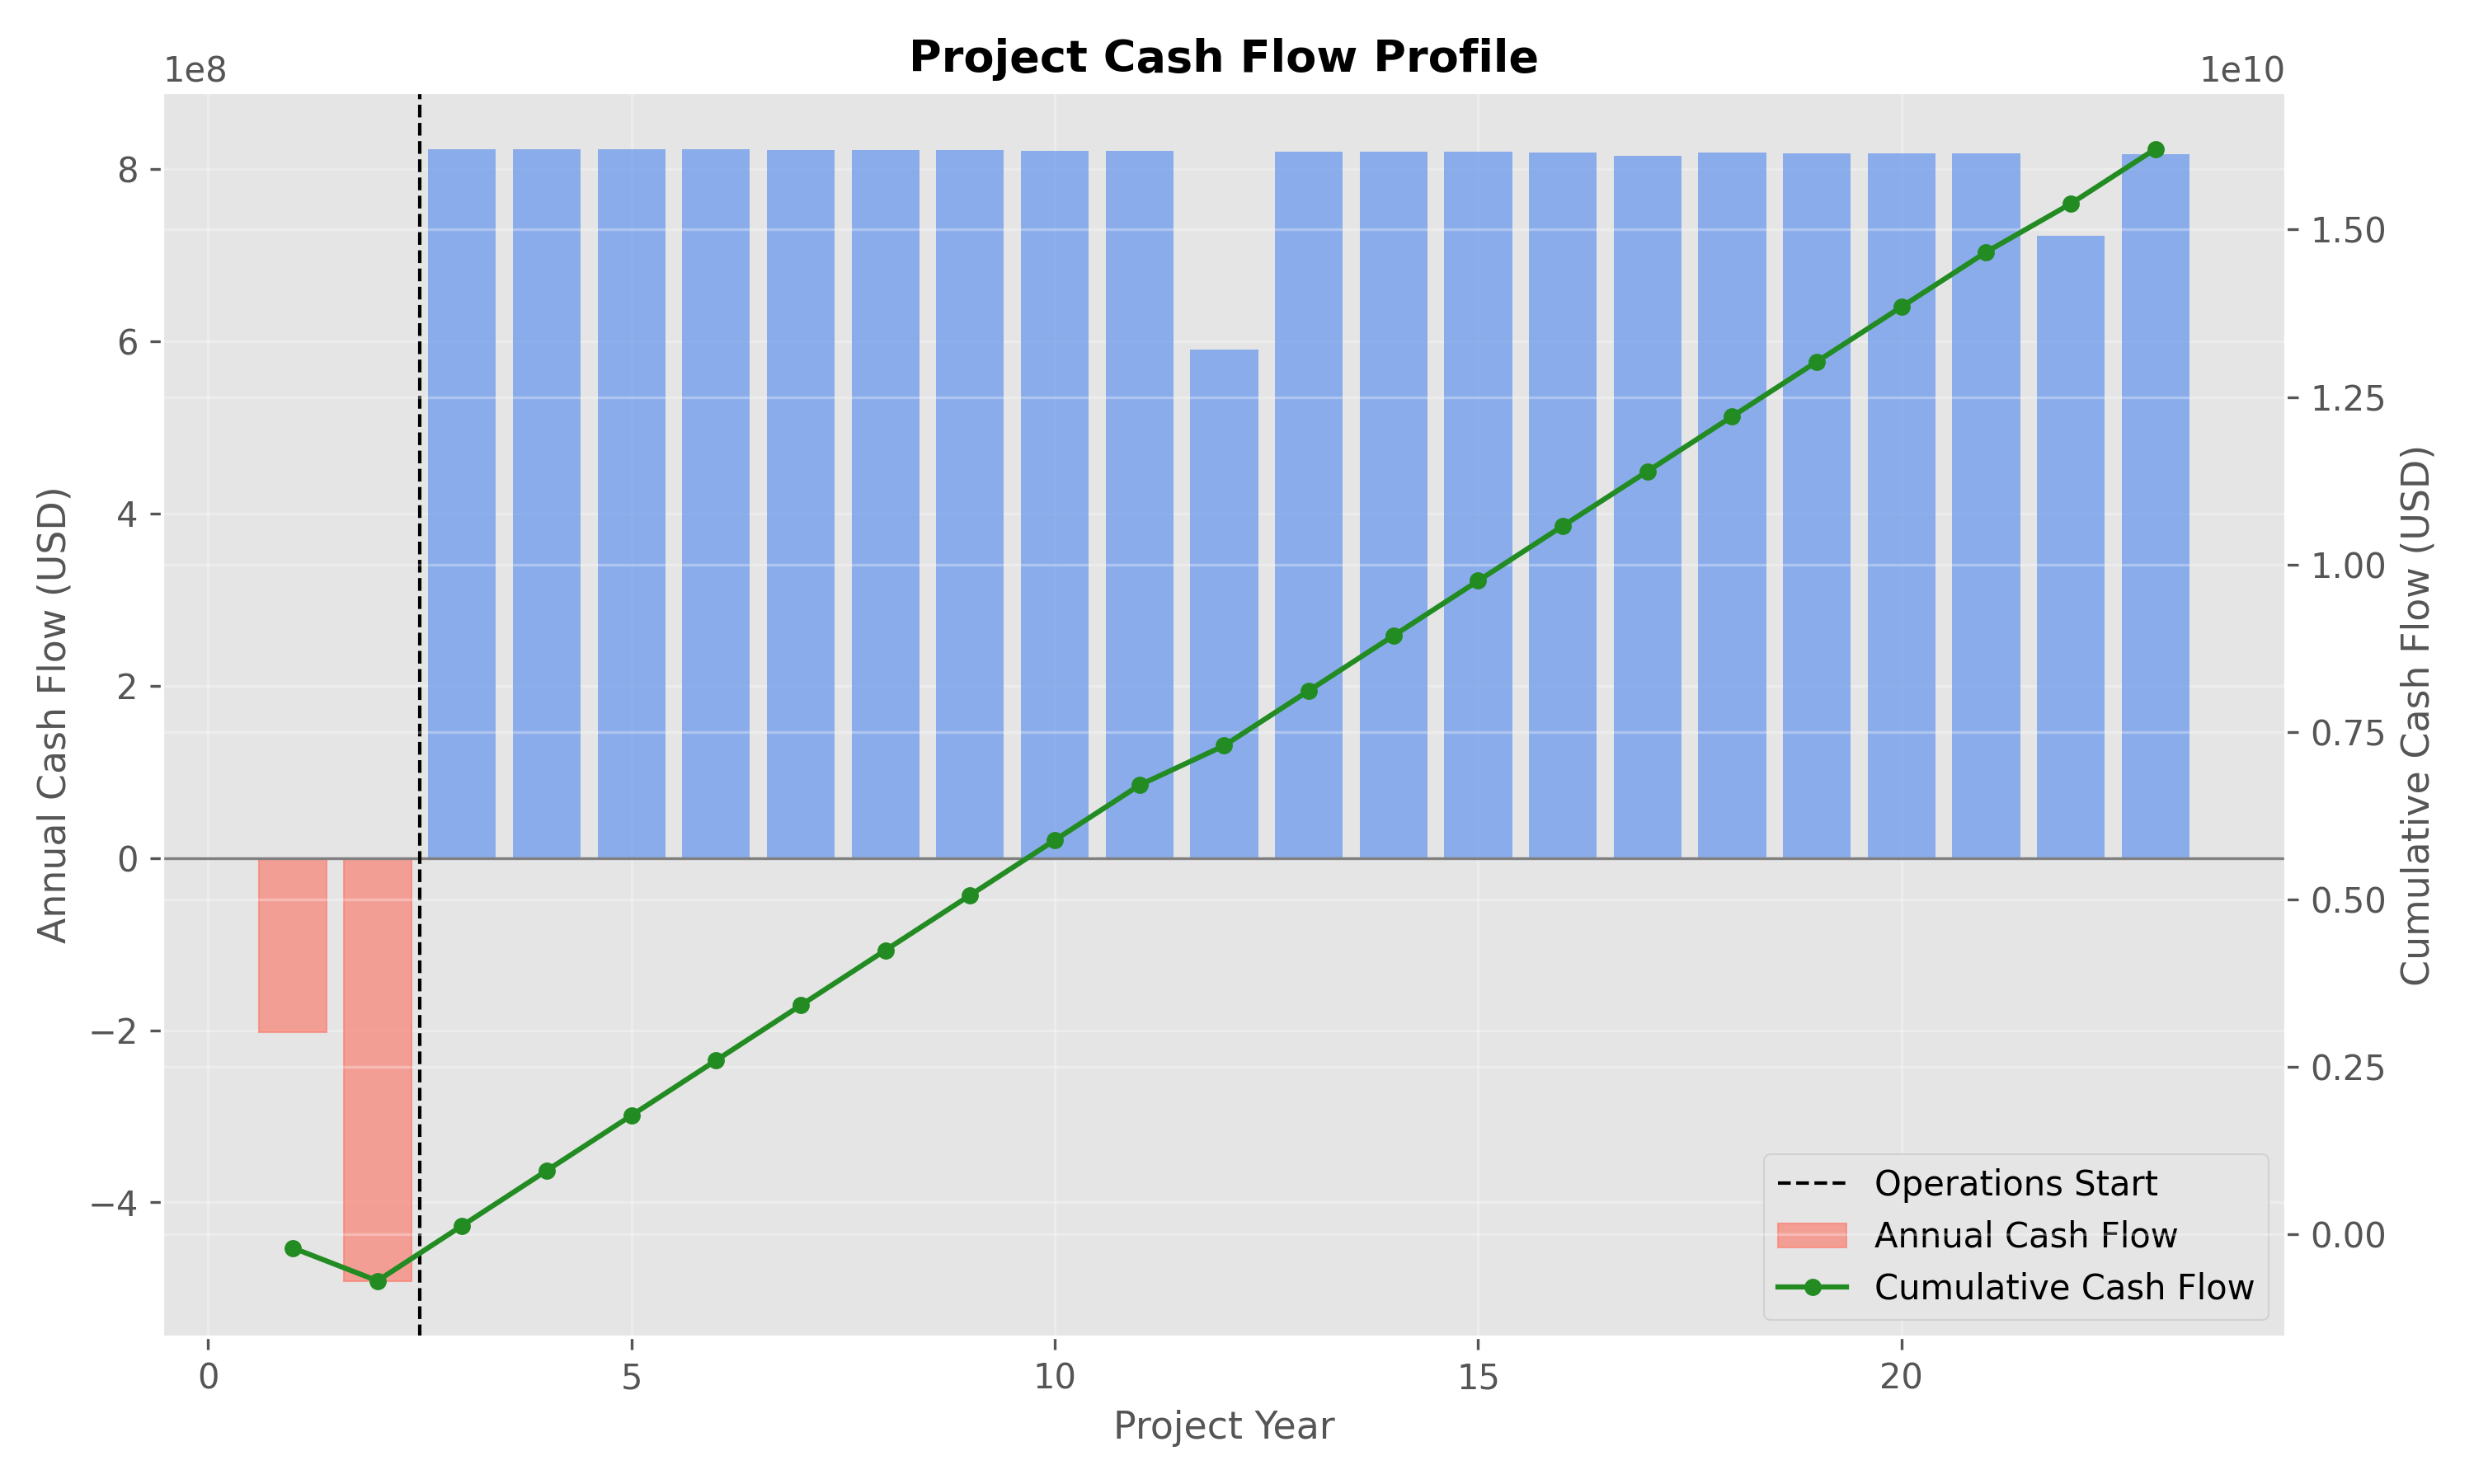 Project Cash Flow Profile
1e8
1e10
8
6
4
2
0
−2
−4
Annual Cash Flow (USD)
1.50
1.25
1.00
0.75
0.50
0.25
0.00
Cumulative Cash Flow (USD)
Operations Start
Annual Cash Flow
Cumulative Cash Flow
0
5
10
15
20
Project Year